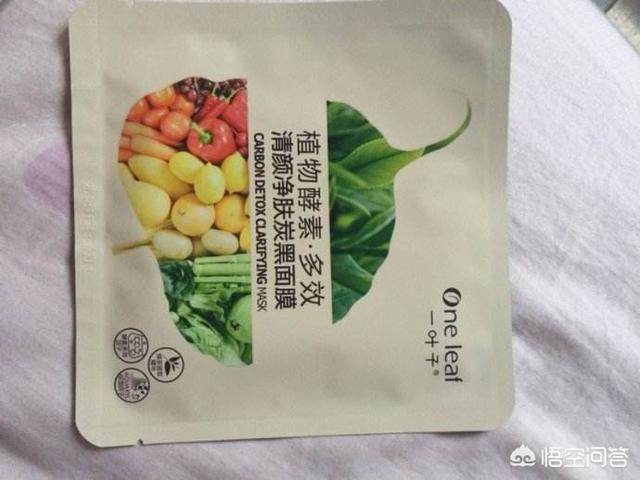 One leaf
一叶子®
植物酵素·多效
清颜净肤炭黑面膜
CARBON DETOX CLARIFYING MASK
悟空问答